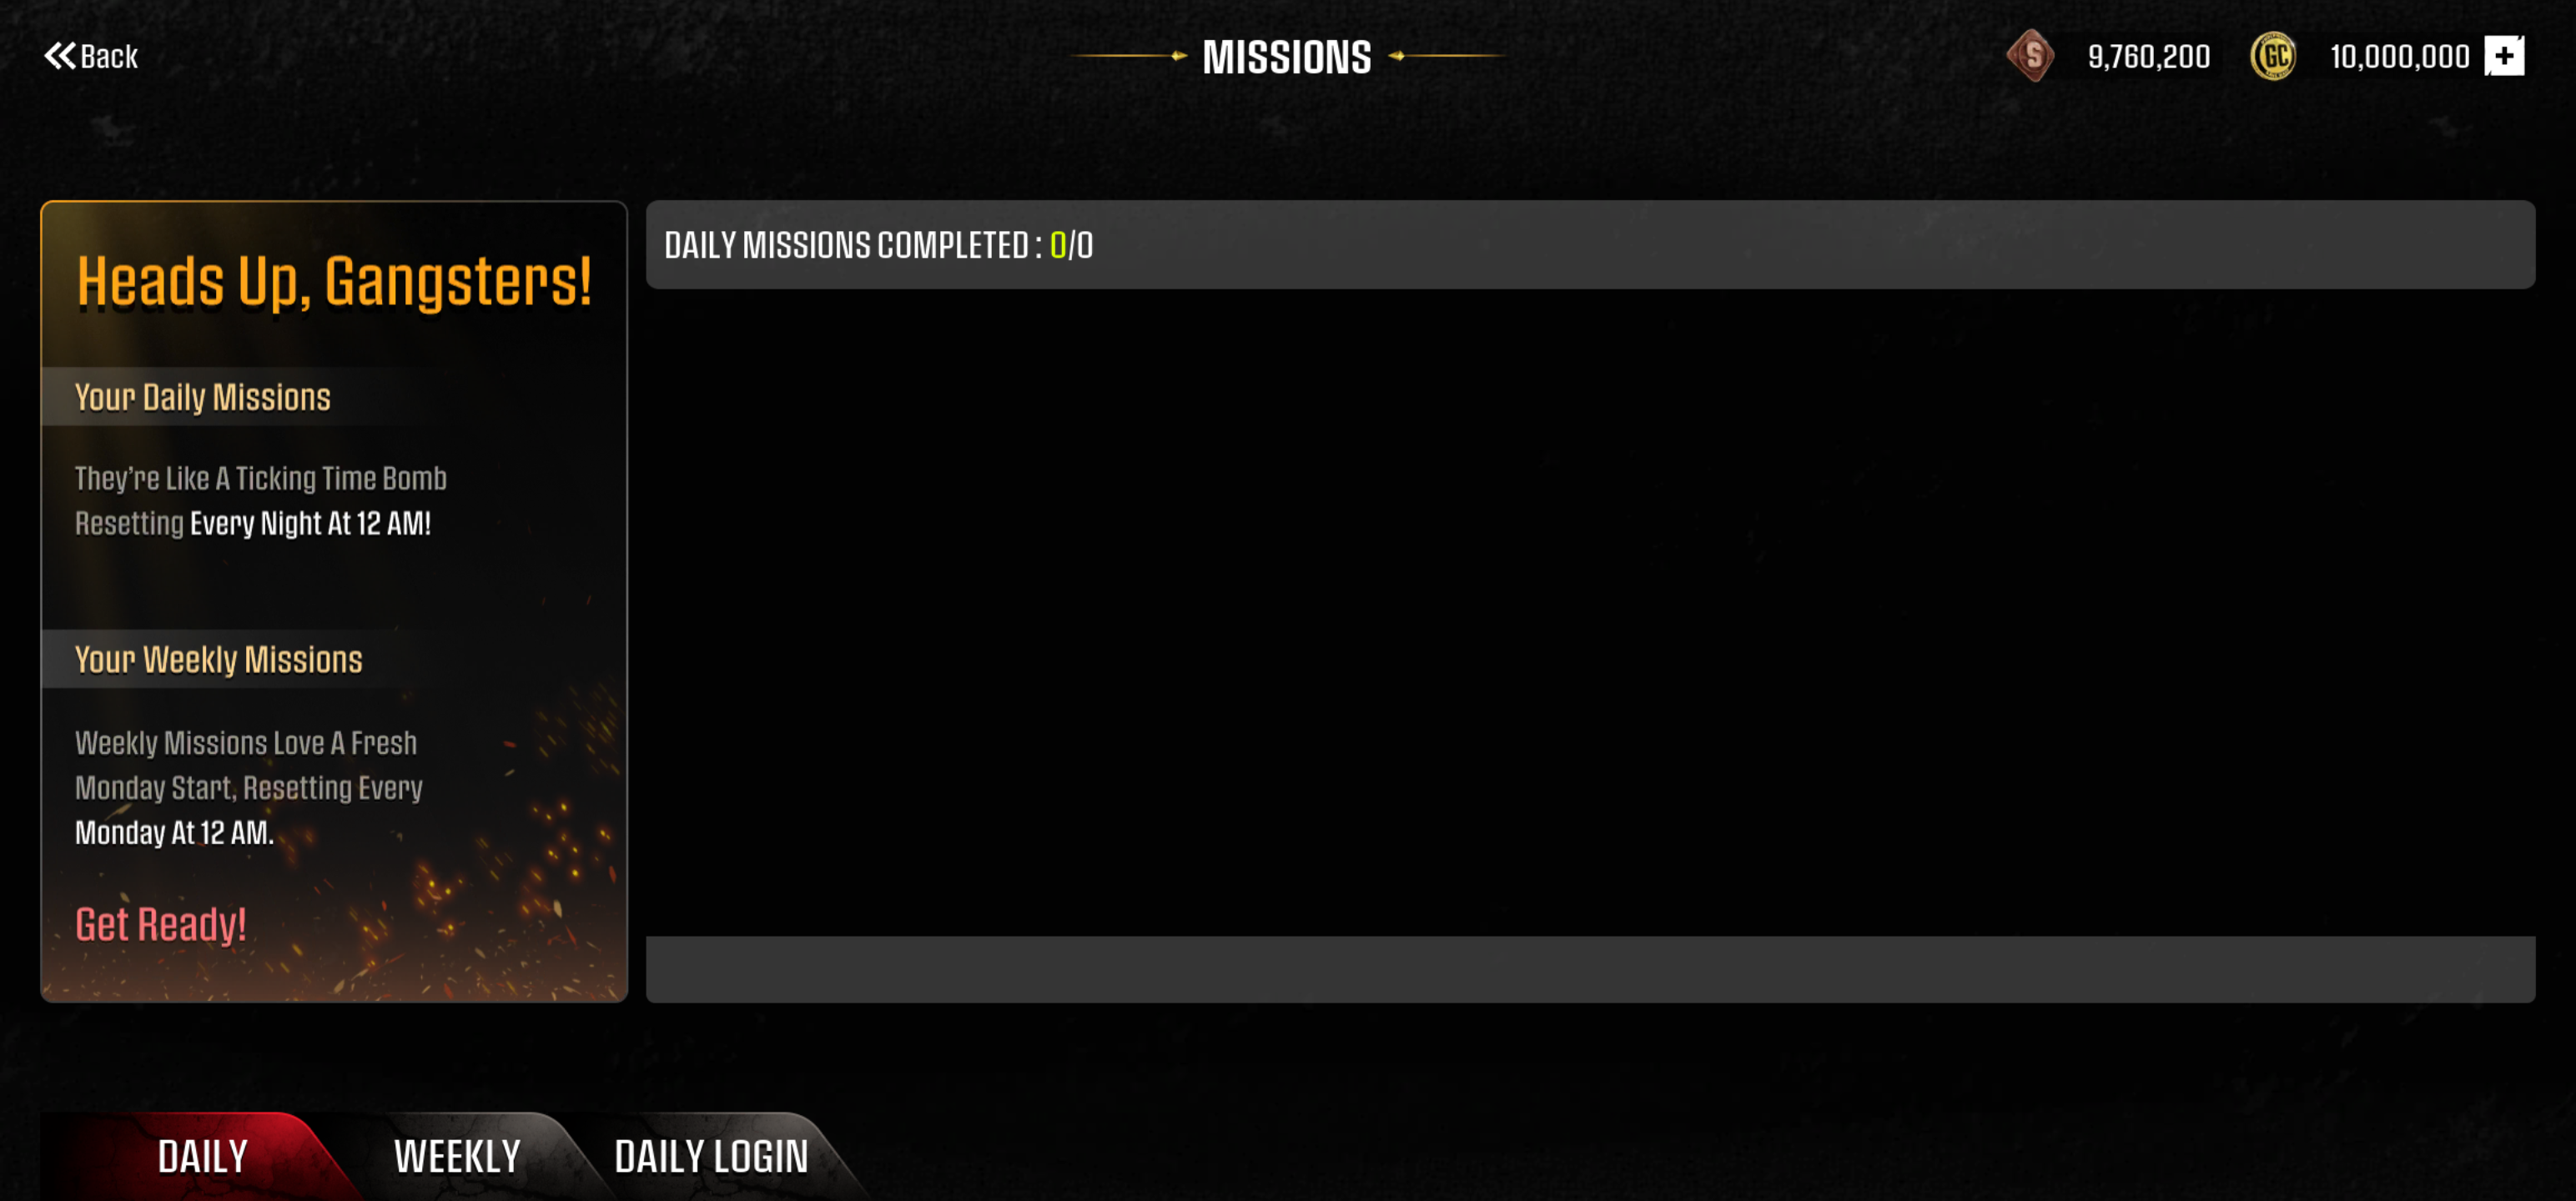 Back
MISSIONS
S
9,760,200
GC
10,000,000
+
Heads Up, Gangsters!
Your Daily Missions
They're Like A Ticking Time Bomb
Resetting Every Night At 12 AM!
Your Weekly Missions
Weekly Missions Love A Fresh
Monday Start, Resetting Every
Monday At 12 AM.
Get Ready!
DAILY MISSIONS COMPLETED : 0/0
DAILY
WEEKLY
DAILY LOGIN